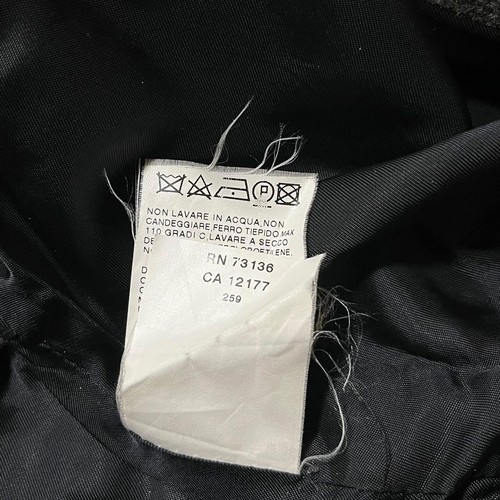 P
NON LAVARE IN ACQUA,NON
CANDEGGIARE,FERRO TIEPIDO,MAX
110 GRADI C,LAVARE A SECCO
RN 73136
CA 12177
259